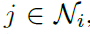 j ∈ 𝒩ᵢ,